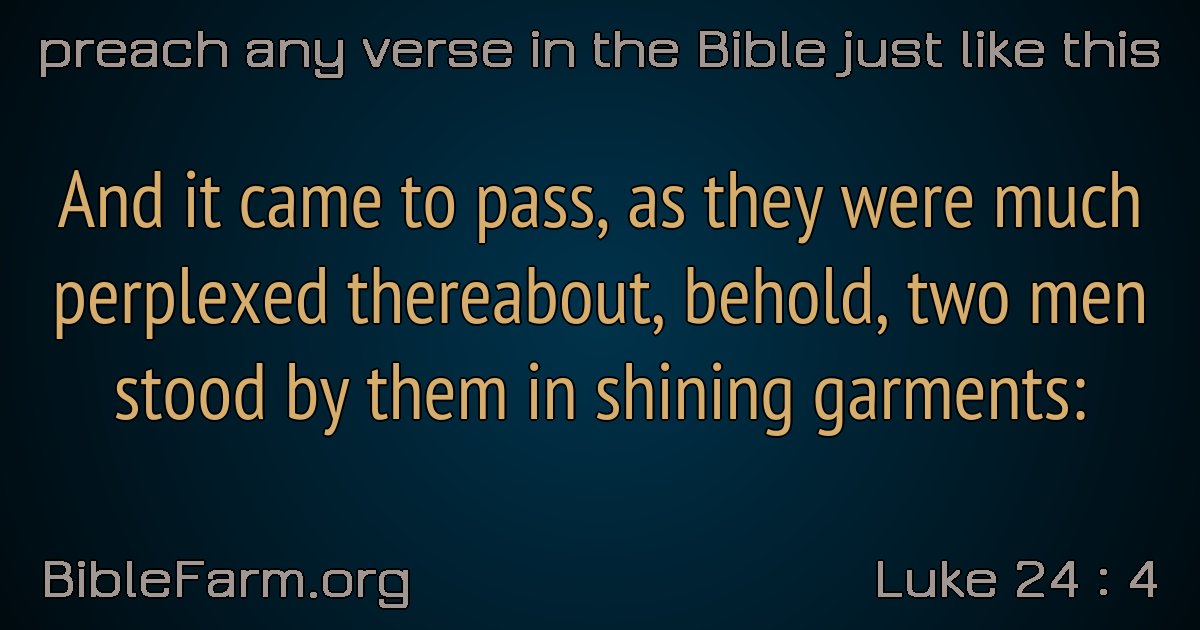 preach any verse in the Bible just like this
And it came to pass, as they were much
perplexed thereabout, behold, two men
stood by them in shining garments:
BibleFarm.org
Luke 24 : 4